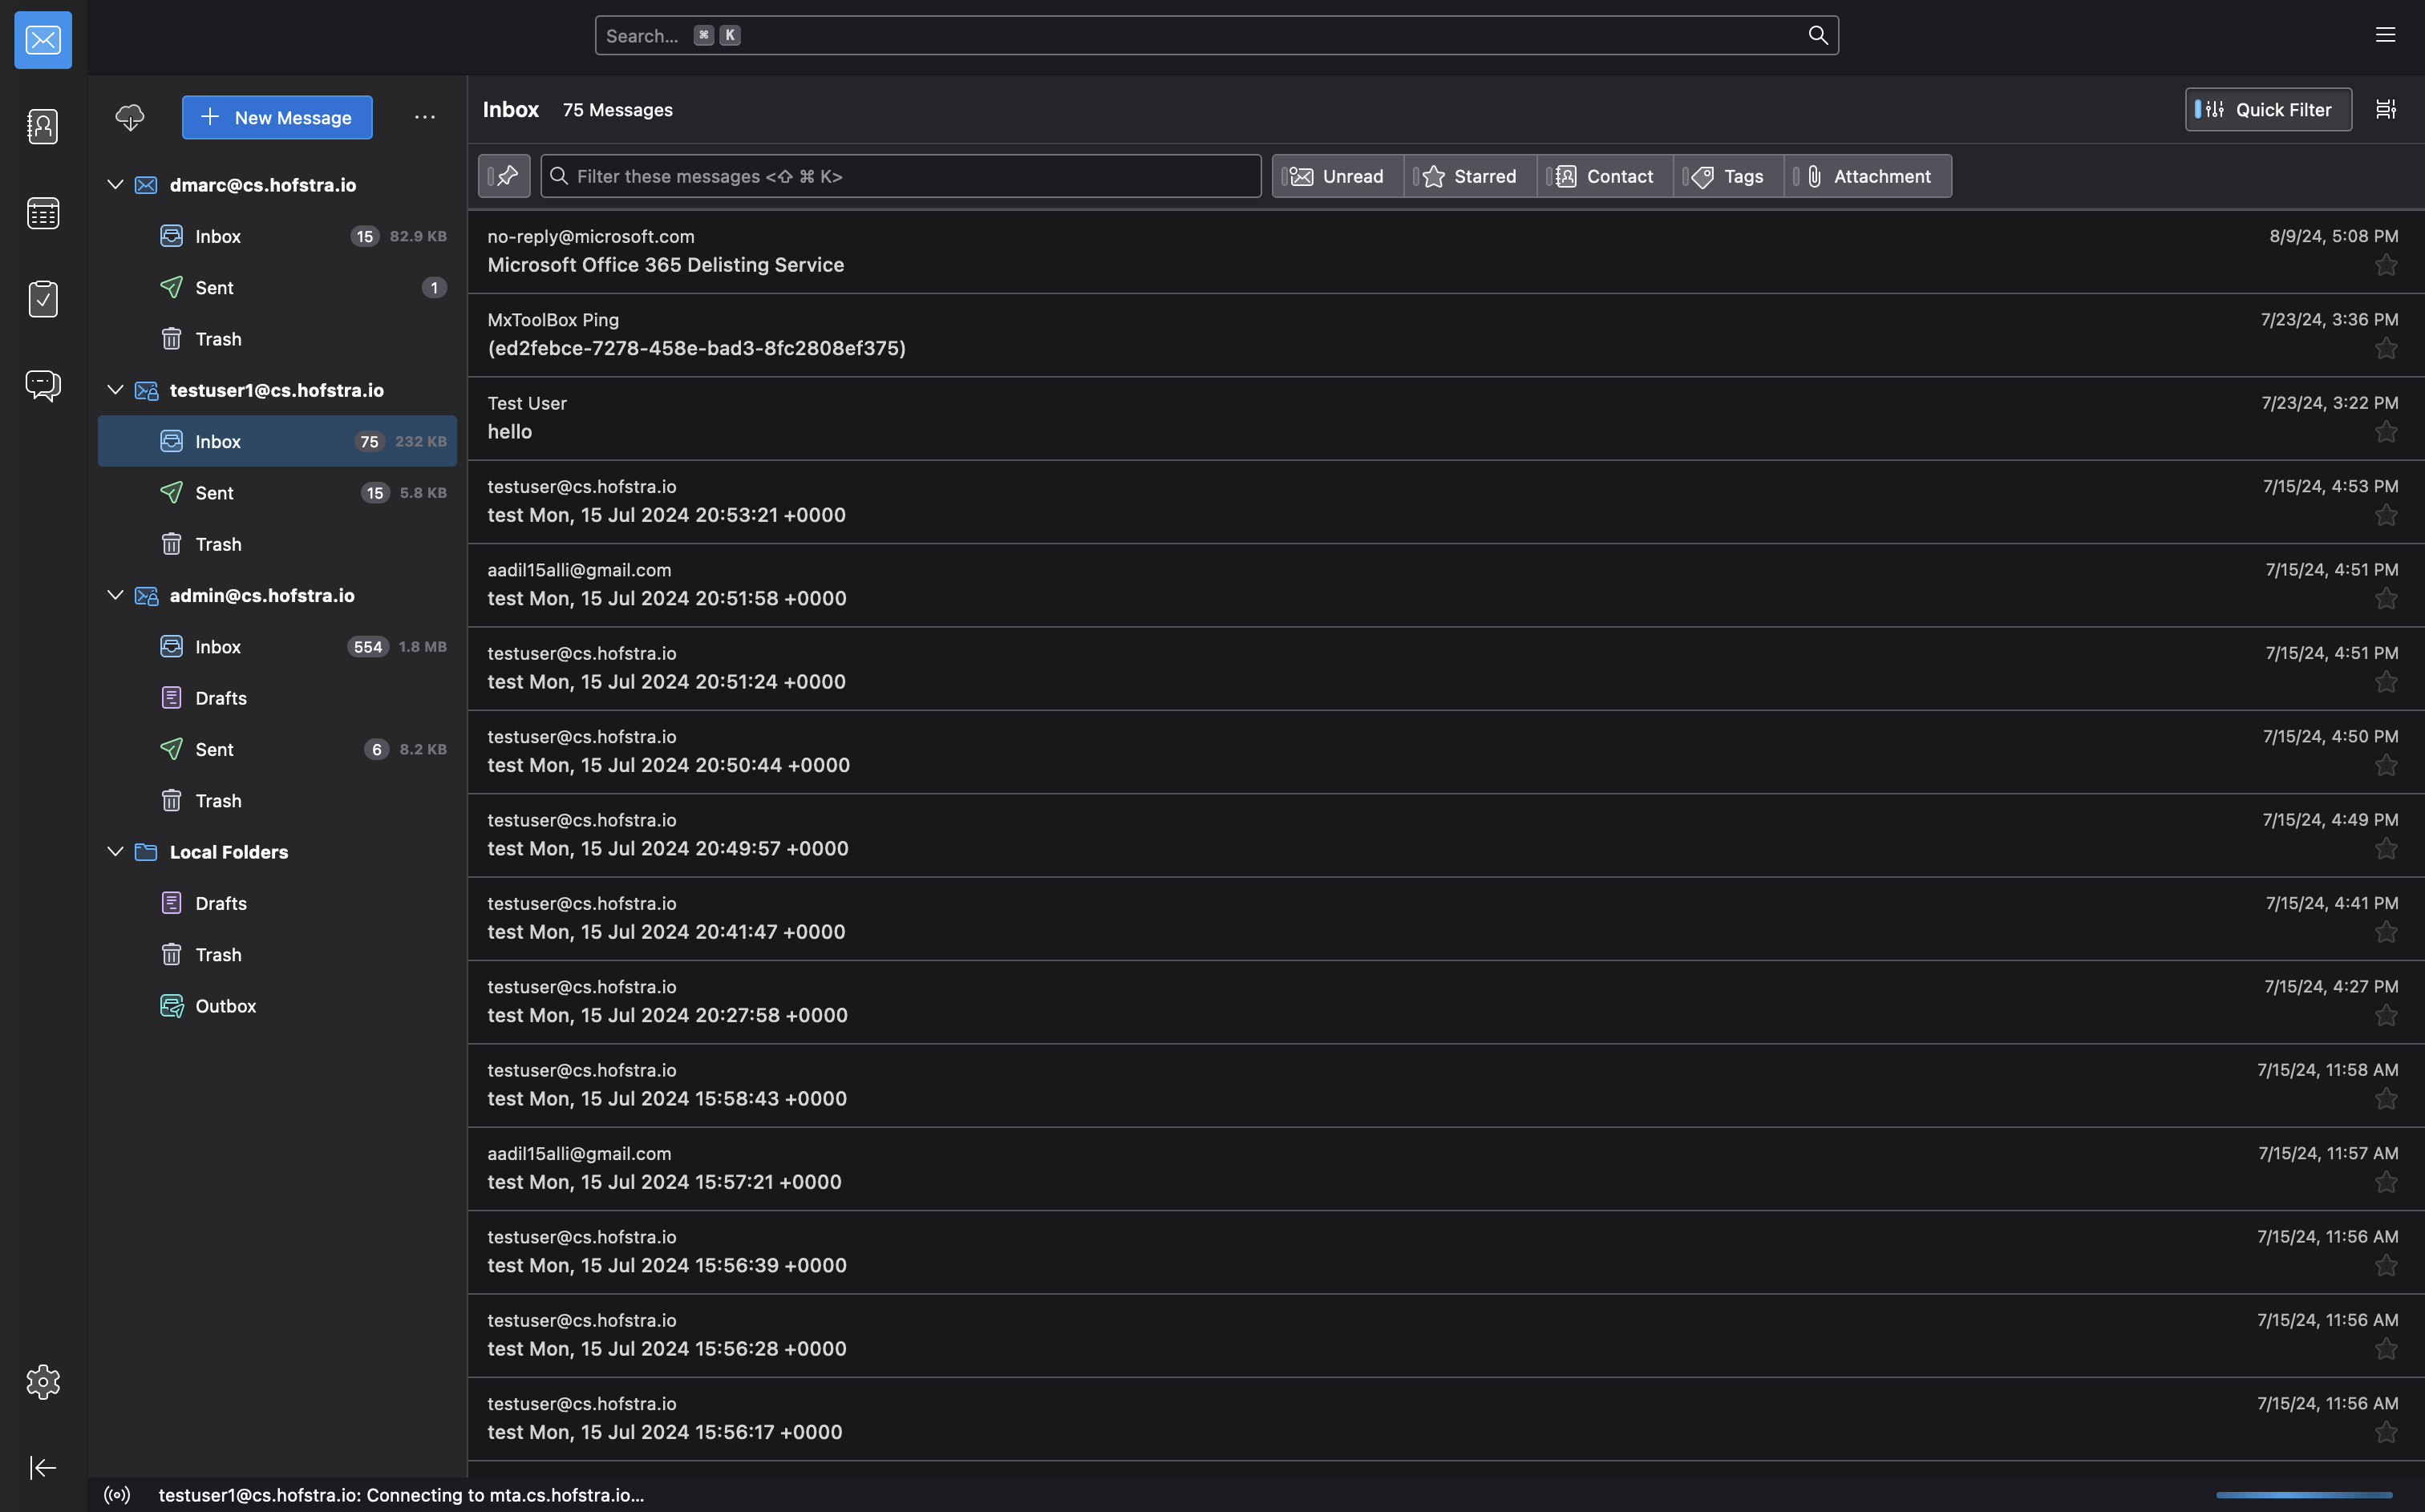 Search... ⌘ K
New Message
dmarc@cs.hofstra.io
Inbox 15 82.9 KB
Sent 1
Trash
testuser1@cs.hofstra.io
Inbox 75 232 KB
Sent 15 5.8 KB
Trash
admin@cs.hofstra.io
Inbox 554 1.8 MB
Drafts
Sent 6 8.2 KB
Trash
Local Folders
Drafts
Trash
Outbox
Inbox 75 Messages
Quick Filter
Filter these messages <⇧ ⌘ K>
Unread Starred Contact Tags Attachment
no-reply@microsoft.com 8/9/24, 5:08 PM
Microsoft Office 365 Delisting Service
MxToolBox Ping 7/23/24, 3:36 PM
(ed2febce-7278-458e-bad3-8fc2808ef375)
Test User 7/23/24, 3:22 PM
hello
testuser@cs.hofstra.io 7/15/24, 4:53 PM
test Mon, 15 Jul 2024 20:53:21 +0000
aadil15alli@gmail.com 7/15/24, 4:51 PM
test Mon, 15 Jul 2024 20:51:58 +0000
testuser@cs.hofstra.io 7/15/24, 4:51 PM
test Mon, 15 Jul 2024 20:51:24 +0000
testuser@cs.hofstra.io 7/15/24, 4:50 PM
test Mon, 15 Jul 2024 20:50:44 +0000
testuser@cs.hofstra.io 7/15/24, 4:49 PM
test Mon, 15 Jul 2024 20:49:57 +0000
testuser@cs.hofstra.io 7/15/24, 4:41 PM
test Mon, 15 Jul 2024 20:41:47 +0000
testuser@cs.hofstra.io 7/15/24, 4:27 PM
test Mon, 15 Jul 2024 20:27:58 +0000
testuser@cs.hofstra.io 7/15/24, 11:58 AM
test Mon, 15 Jul 2024 15:58:43 +0000
aadil15alli@gmail.com 7/15/24, 11:57 AM
test Mon, 15 Jul 2024 15:57:21 +0000
testuser@cs.hofstra.io 7/15/24, 11:56 AM
test Mon, 15 Jul 2024 15:56:39 +0000
testuser@cs.hofstra.io 7/15/24, 11:56 AM
test Mon, 15 Jul 2024 15:56:28 +0000
testuser@cs.hofstra.io 7/15/24, 11:56 AM
test Mon, 15 Jul 2024 15:56:17 +0000
testuser1@cs.hofstra.io: Connecting to mta.cs.hofstra.io...